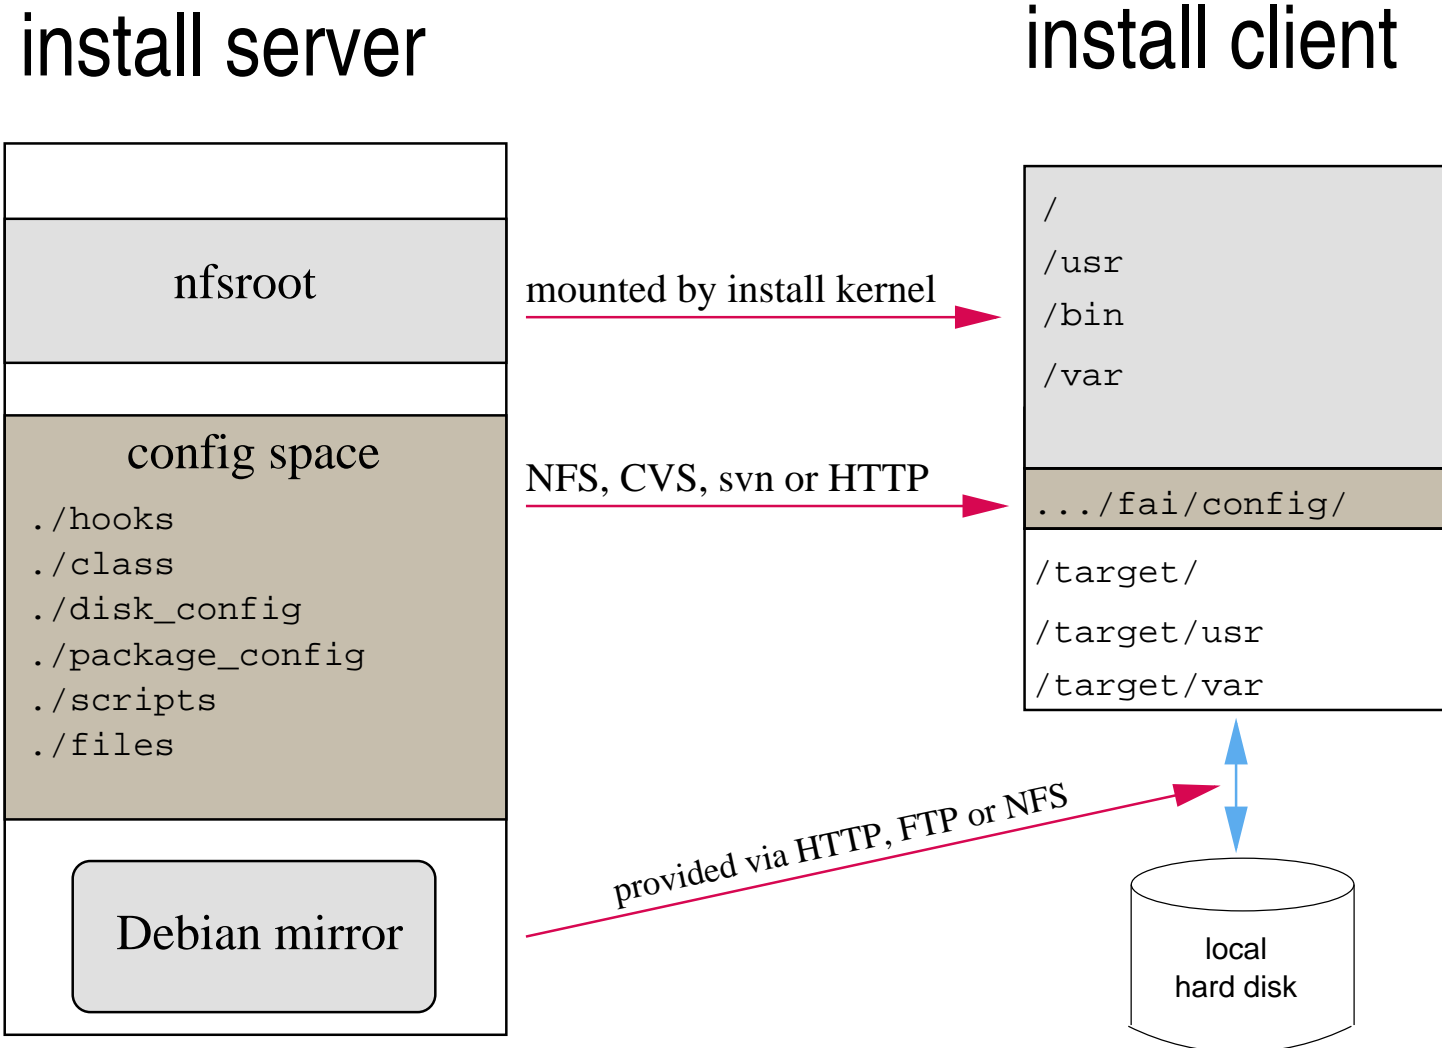 install server
install client
nfsroot
mounted by install kernel
/
/usr
/bin
/var
config space
./hooks
./class
./disk_config
./package_config
./scripts
./files
NFS, CVS, svn or HTTP
.../fai/config/
/target/
/target/usr
/target/var
Debian mirror
provided via HTTP, FTP or NFS
local
hard disk